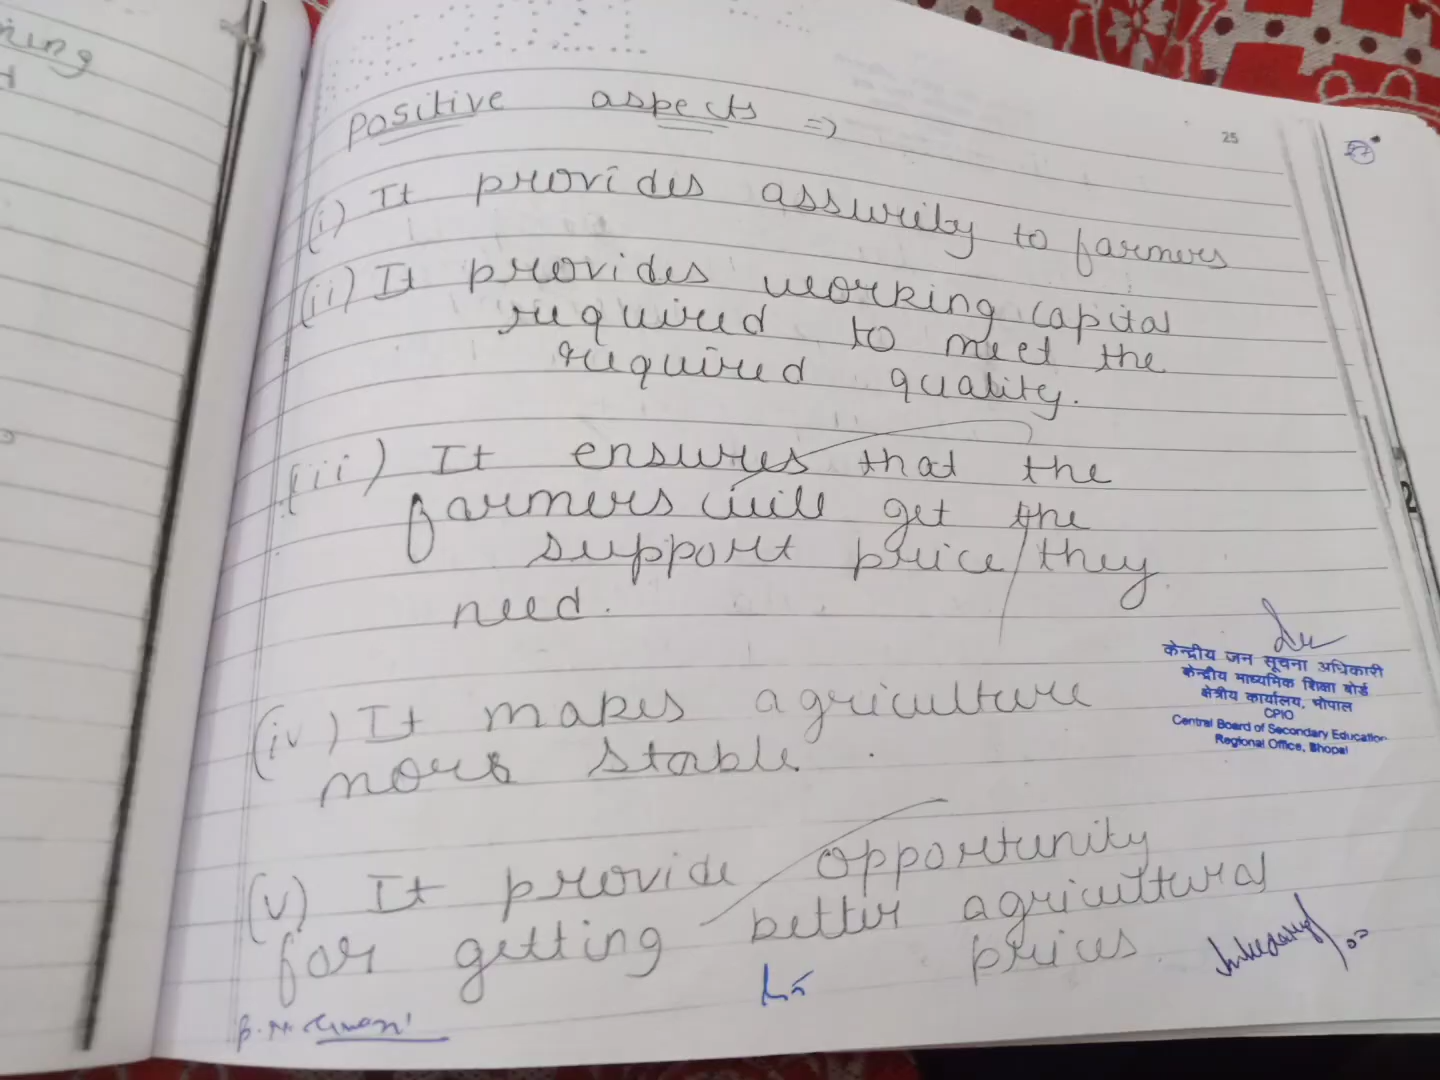 ning
Positive aspects ⇒
25
(i) It provides assurity to farmers
(ii) It provides working capital
required to meet the
required quality.
(iii) It ensures that the
farmers will get the
support price they
need.
(iv) It makes agriculture
more stable.
(v) It provide opportunity
for getting better agricultural
prices.
केन्द्रीय जन सूचना अधिकारी
केन्द्रीय माध्यमिक शिक्षा बोर्ड
क्षेत्रीय कार्यालय, भोपाल
CPIO
Central Board of Secondary Education
Regional Office, Bhopal